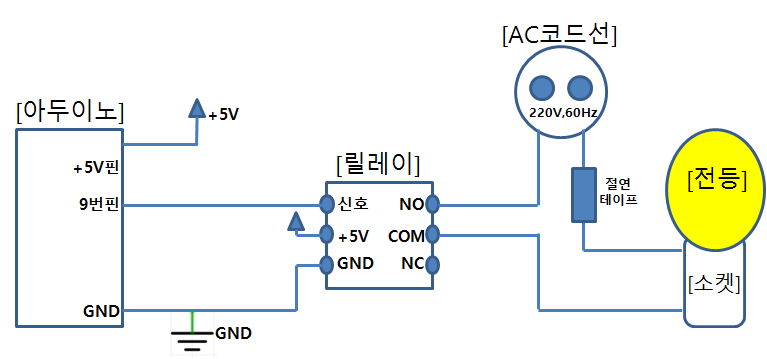 [AC코드선]
220V,60Hz
[아두이노]
+5V
+5V핀
9번핀
GND
GND
[릴레이]
신호
NO
+5V
COM
GND
NC
절연
테이프
[전등]
[소켓]